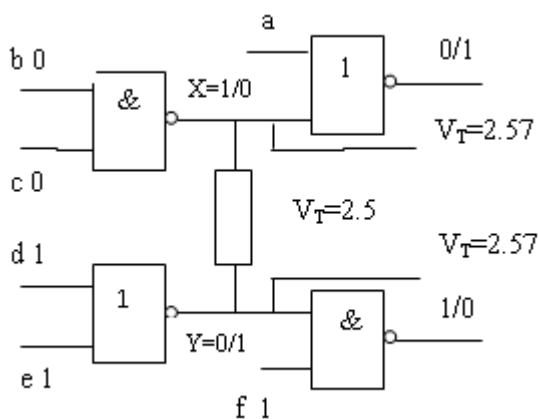 a
0/1
b 0
1
X=1/0
&
V_T=2.57
c 0
V_T=2.5
d 1
V_T=2.57
1
1/0
&
Y=0/1
e 1
f 1